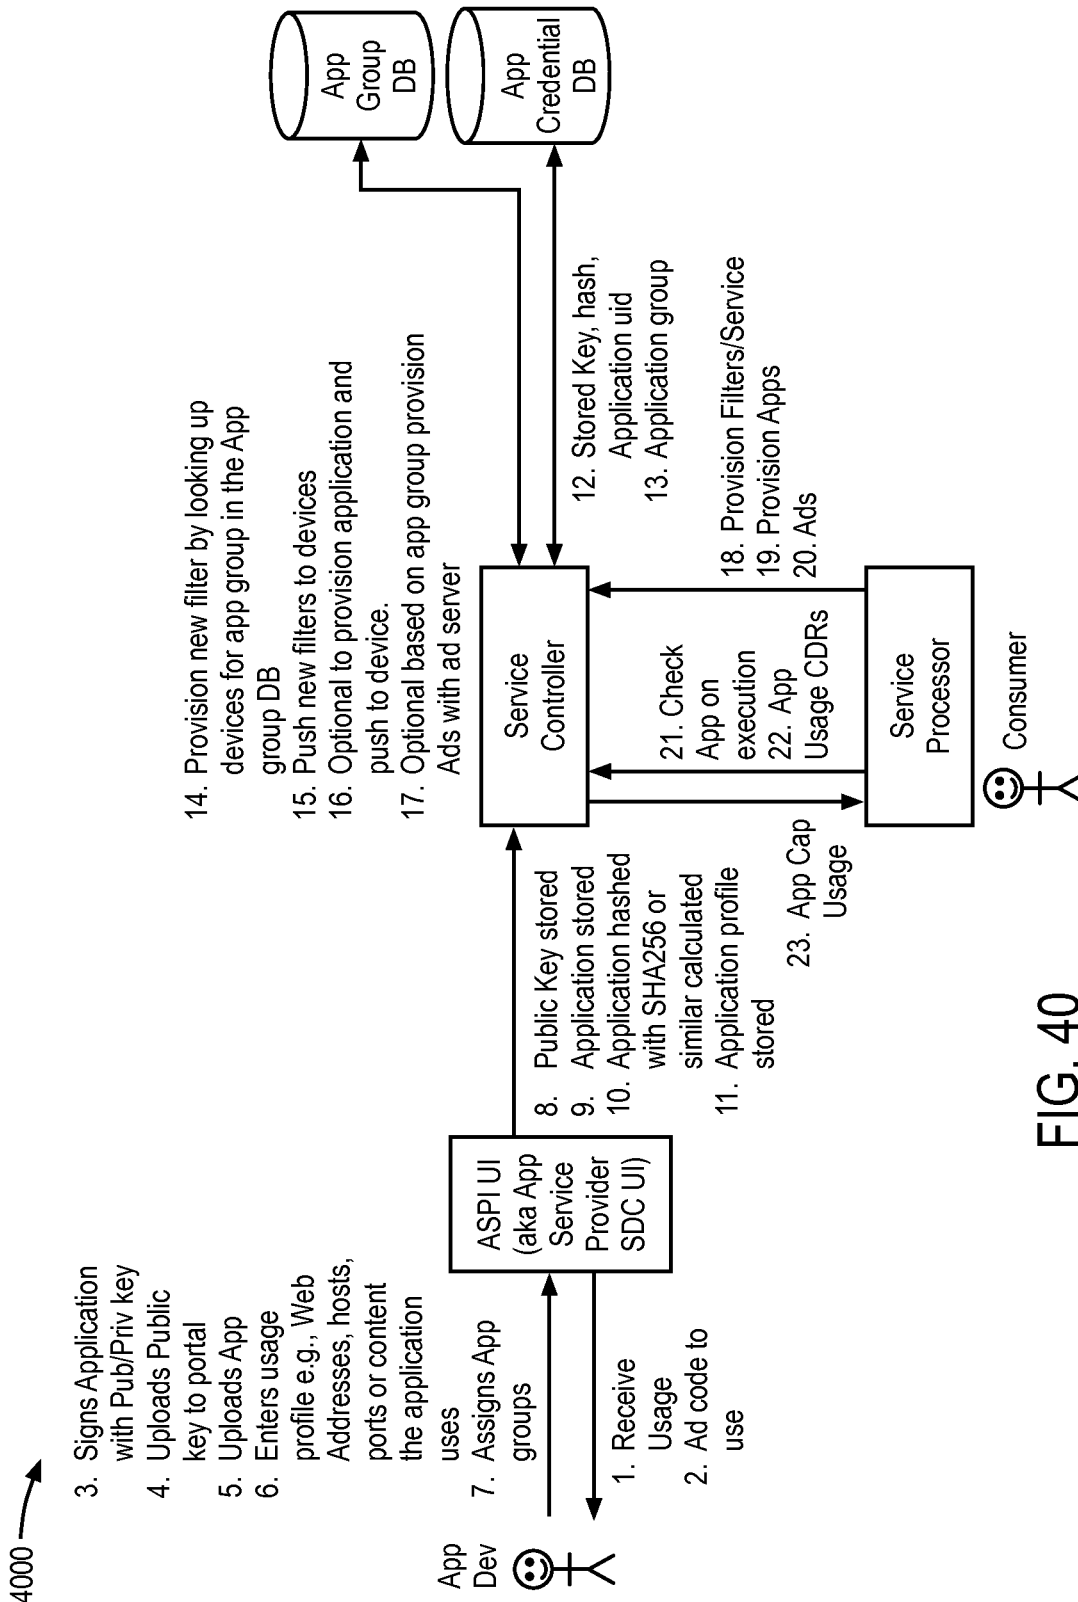 4000
3. Signs Application
with Pub/Priv key
4. Uploads Public
key to portal
5. Uploads App
6. Enters usage
profile e.g., Web
Addresses, hosts,
ports or content
the application
uses
7. Assigns App
groups
App
Dev
1. Receive
Usage
2. Ad code to
use
ASPI UI
(aka App
Service
Provider
SDC UI)
8. Public Key stored
9. Application stored
10. Application hashed
with SHA256 or
similar calculated
11. Application profile
stored
14. Provision new filter by looking up
devices for app group in the App
group DB
15. Push new filters to devices
16. Optional to provision application and
push to device.
17. Optional based on app group provision
Ads with ad server
Service
Controller
23. App Cap
Usage
21. Check
App on
execution
22. App
Usage CDRs
18. Provision Filters/Service
19. Provision Apps
20. Ads
Service
Processor
Consumer
12. Stored Key, hash,
Application uid
13. Application group
App
Group
DB
App
Credential
DB
FIG. 40